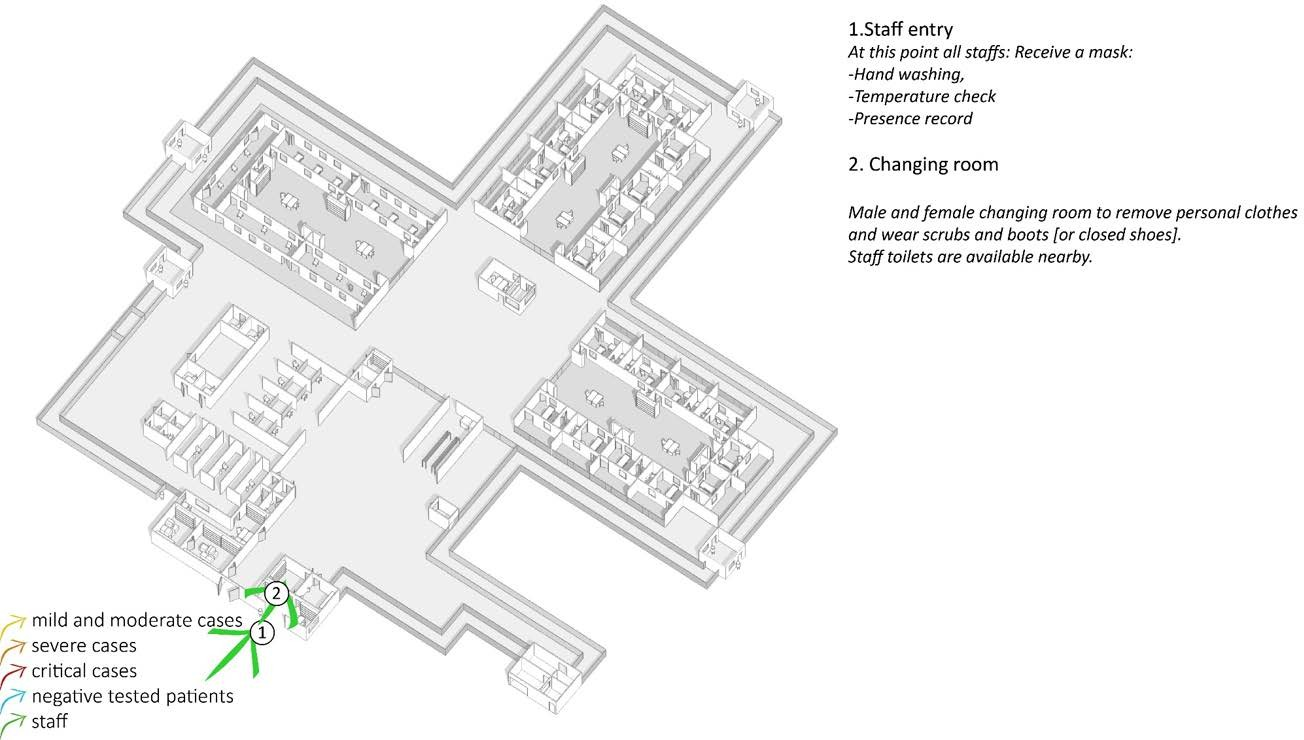 1.Staff entry
At this point all staffs: Receive a mask:
-Hand washing,
-Temperature check
-Presence record
2. Changing room
Male and female changing room to remove personal clothes
and wear scrubs and boots [or closed shoes].
Staff toilets are available nearby.
2
1
mild and moderate cases
severe cases
critical cases
negative tested patients
staff